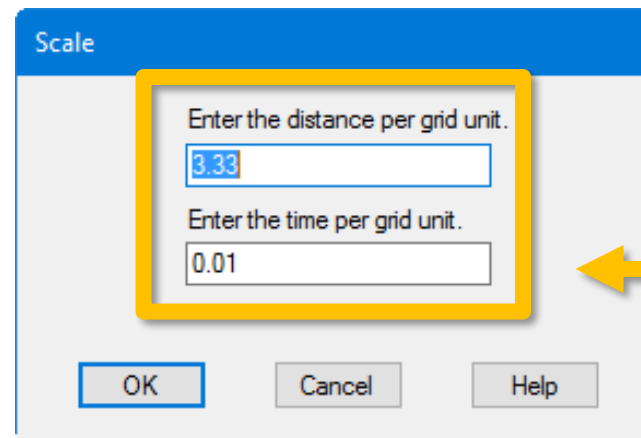 Scale
Enter the distance per grid unit.
3.33
Enter the time per grid unit.
0.01
OK
Cancel
Help